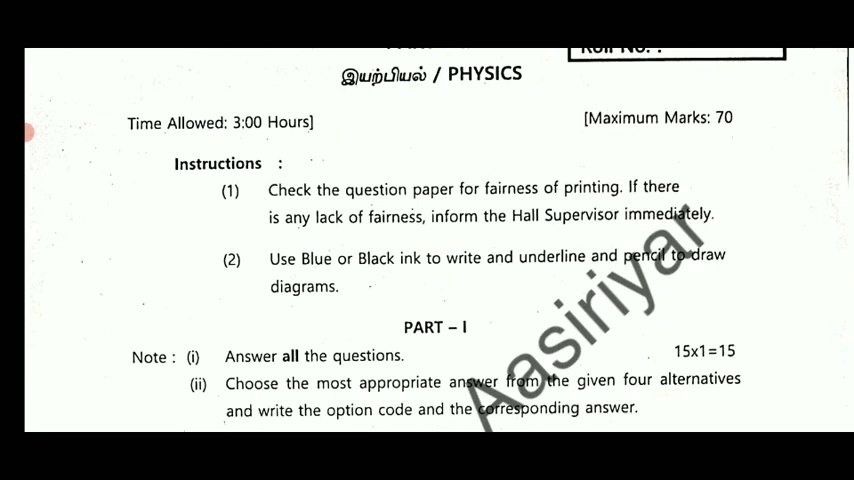 Roll No. :
இயற்பியல் / PHYSICS
Time Allowed: 3:00 Hours]
[Maximum Marks: 70
Instructions :
(1) Check the question paper for fairness of printing. If there
is any lack of fairness, inform the Hall Supervisor immediately.
(2) Use Blue or Black ink to write and underline and pencil to draw
diagrams.
PART – I
Note : (i) Answer all the questions. 15x1=15
(ii) Choose the most appropriate answer from the given four alternatives
and write the option code and the corresponding answer.
Aasiriyar